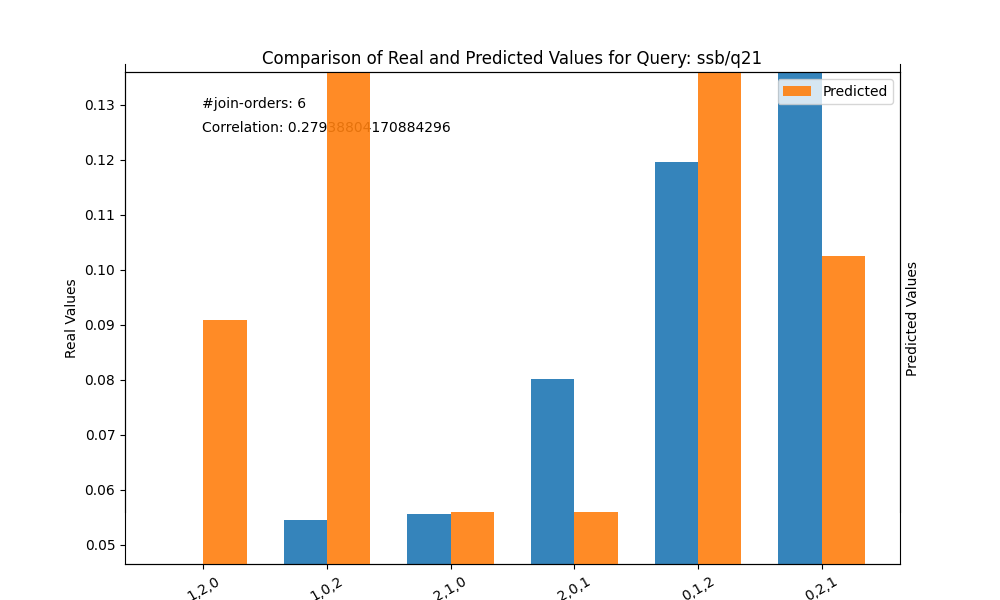 Comparison of Real and Predicted Values for Query: ssb/q21
#join-orders: 6
Correlation: 0.27938804170884296
Predicted
0.13
0.12
0.11
0.10
0.09
0.08
0.07
0.06
0.05
Real Values
Predicted Values
1,2,0
1,0,2
2,1,0
2,0,1
0,1,2
0,2,1